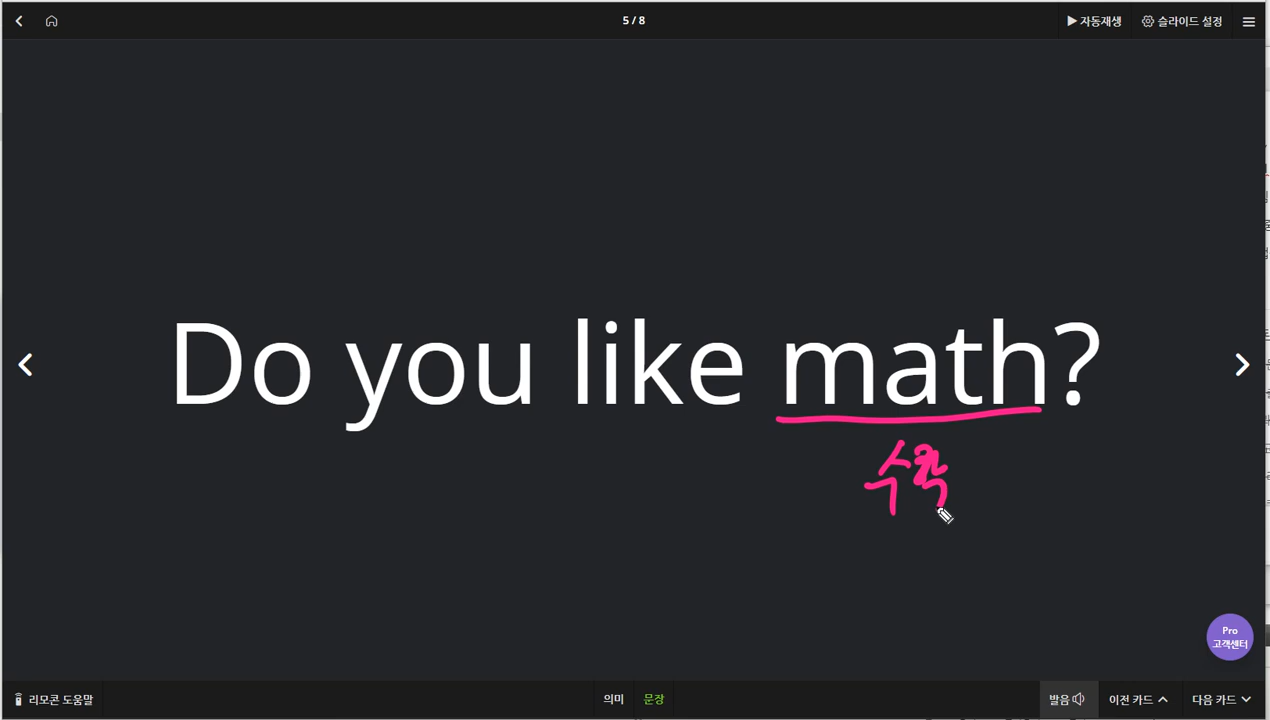 5 / 8
자동재생
슬라이드 설정
Do you like math?
수학
Pro
고객센터
리모콘 도움말
의미
문장
발음
이전 카드
다음 카드